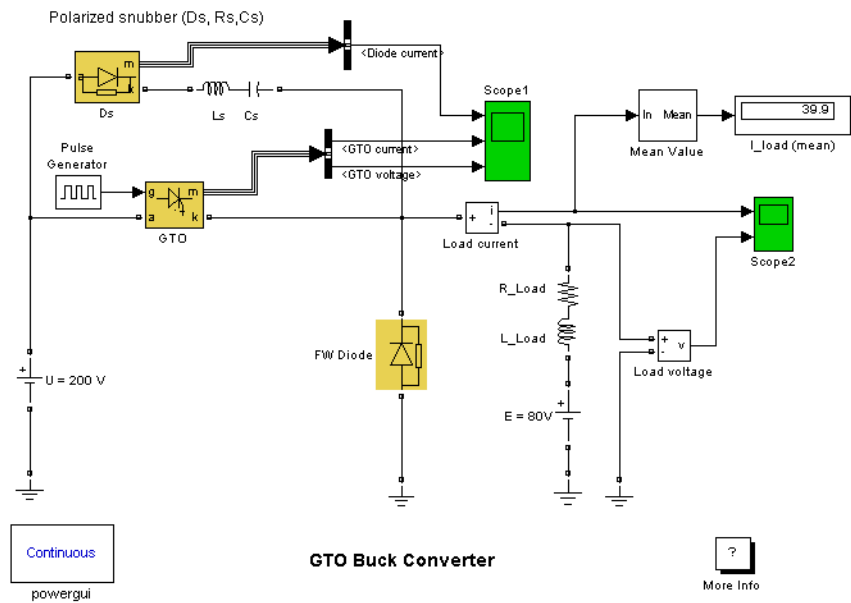 Polarized snubber (Ds, Rs,Cs)
<Diode current>
m
a
k
Ds
Ls
Cs
Scope1
Pulse
Generator
<GTO current>
<GTO voltage>
g
m
a
k
GTO
In
Mean
Mean Value
39.9
I_load (mean)
+
i
-
Load current
Scope2
R_Load
L_Load
FW Diode
+
-
v
Load voltage
+
U = 200 V
+
E = 80V
Continuous
powergui
GTO Buck Converter
?
More Info